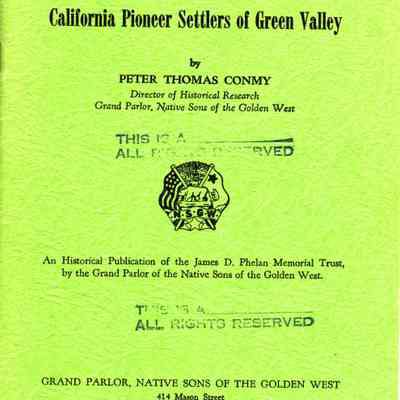 California Pioneer Settlers of Green Valley
by
PETER THOMAS CONMY
Director of Historical Research
Grand Parlor, Native Sons of the Golden West
THIS IS A
ALL RIGHTS RESERVED
N.S.G.W.
An Historical Publication of the James D. Phelan Memorial Trust,
by the Grand Parlor of the Native Sons of the Golden West.
THIS IS A
ALL RIGHTS RESERVED
GRAND PARLOR, NATIVE SONS OF THE GOLDEN WEST
414 Mason Street